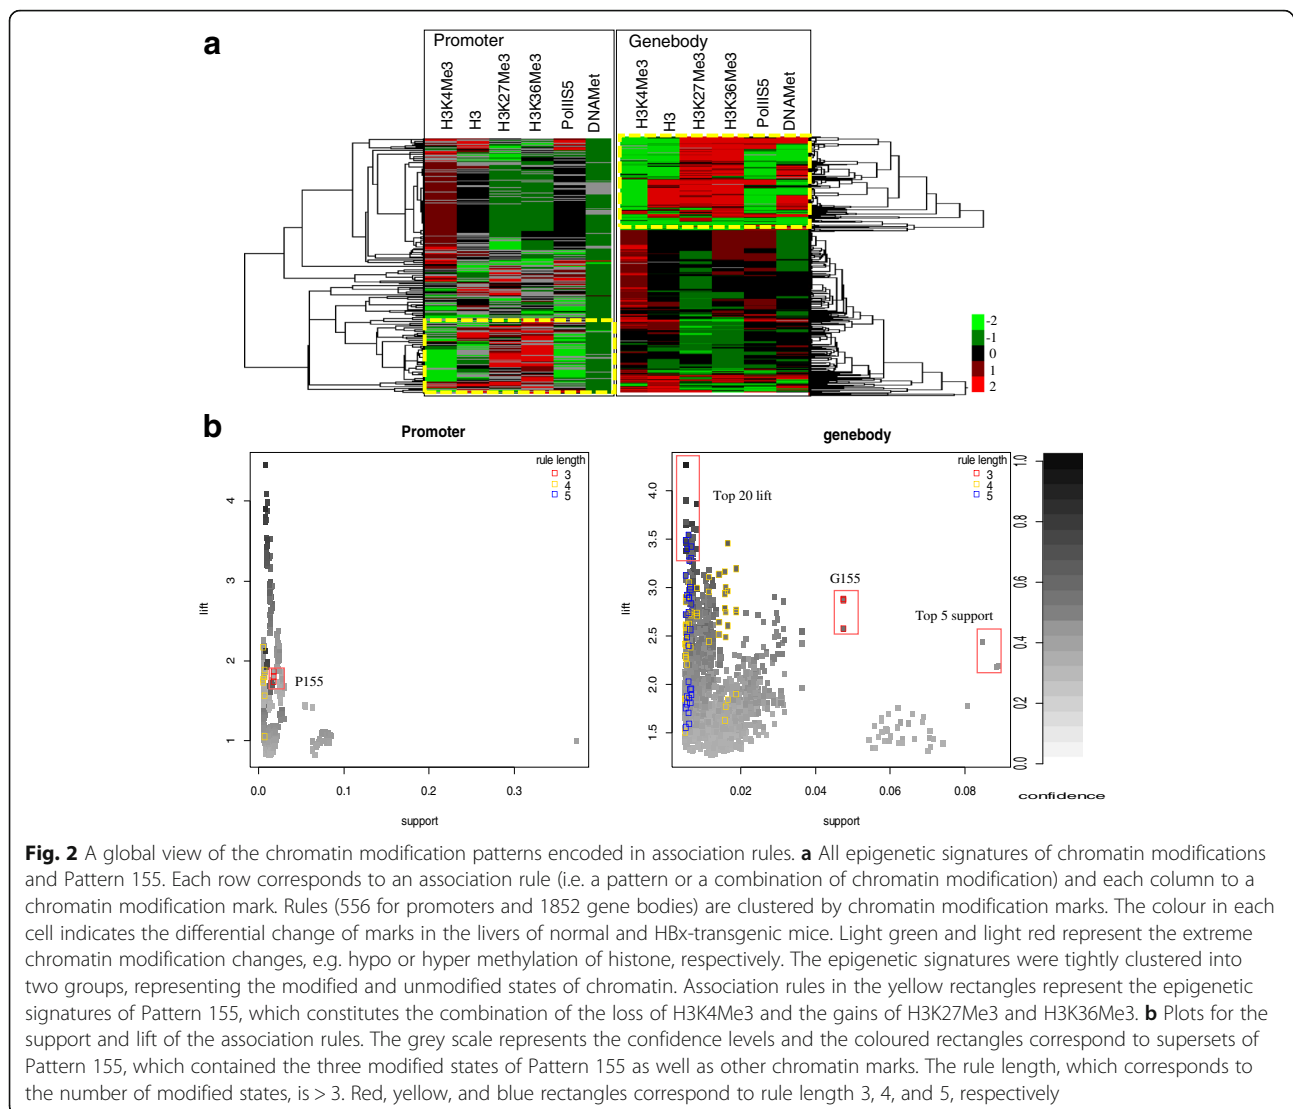 a
Promoter
Genebody
H3K4Me3
H3
H3K27Me3
H3K36Me3
PolIIS5
DNAMet
H3K4Me3
H3
H3K27Me3
H3K36Me3
PolIIS5
DNAMet
-2
-1
0
1
2
b
Promoter
lift
4
3
2
1
rule length
3
4
5
P155
0.0
0.1
0.2
0.3
support
genebody
lift
4.0
3.5
3.0
2.5
2.0
1.5
rule length
3
4
5
Top 20 lift
G155
Top 5 support
0.02
0.04
0.06
0.08
support
1.0
0.8
0.6
0.4
0.2
0.0
confidence
Fig. 2 A global view of the chromatin modification patterns encoded in association rules. a All epigenetic signatures of chromatin modifications
and Pattern 155. Each row corresponds to an association rule (i.e. a pattern or a combination of chromatin modification) and each column to a
chromatin modification mark. Rules (556 for promoters and 1852 gene bodies) are clustered by chromatin modification marks. The colour in each
cell indicates the differential change of marks in the livers of normal and HBx-transgenic mice. Light green and light red represent the extreme
chromatin modification changes, e.g. hypo or hyper methylation of histone, respectively. The epigenetic signatures were tightly clustered into
two groups, representing the modified and unmodified states of chromatin. Association rules in the yellow rectangles represent the epigenetic
signatures of Pattern 155, which constitutes the combination of the loss of H3K4Me3 and the gains of H3K27Me3 and H3K36Me3. b Plots for the
support and lift of the association rules. The grey scale represents the confidence levels and the coloured rectangles correspond to supersets of
Pattern 155, which contained the three modified states of Pattern 155 as well as other chromatin marks. The rule length, which corresponds to
the number of modified states, is > 3. Red, yellow, and blue rectangles correspond to rule length 3, 4, and 5, respectively